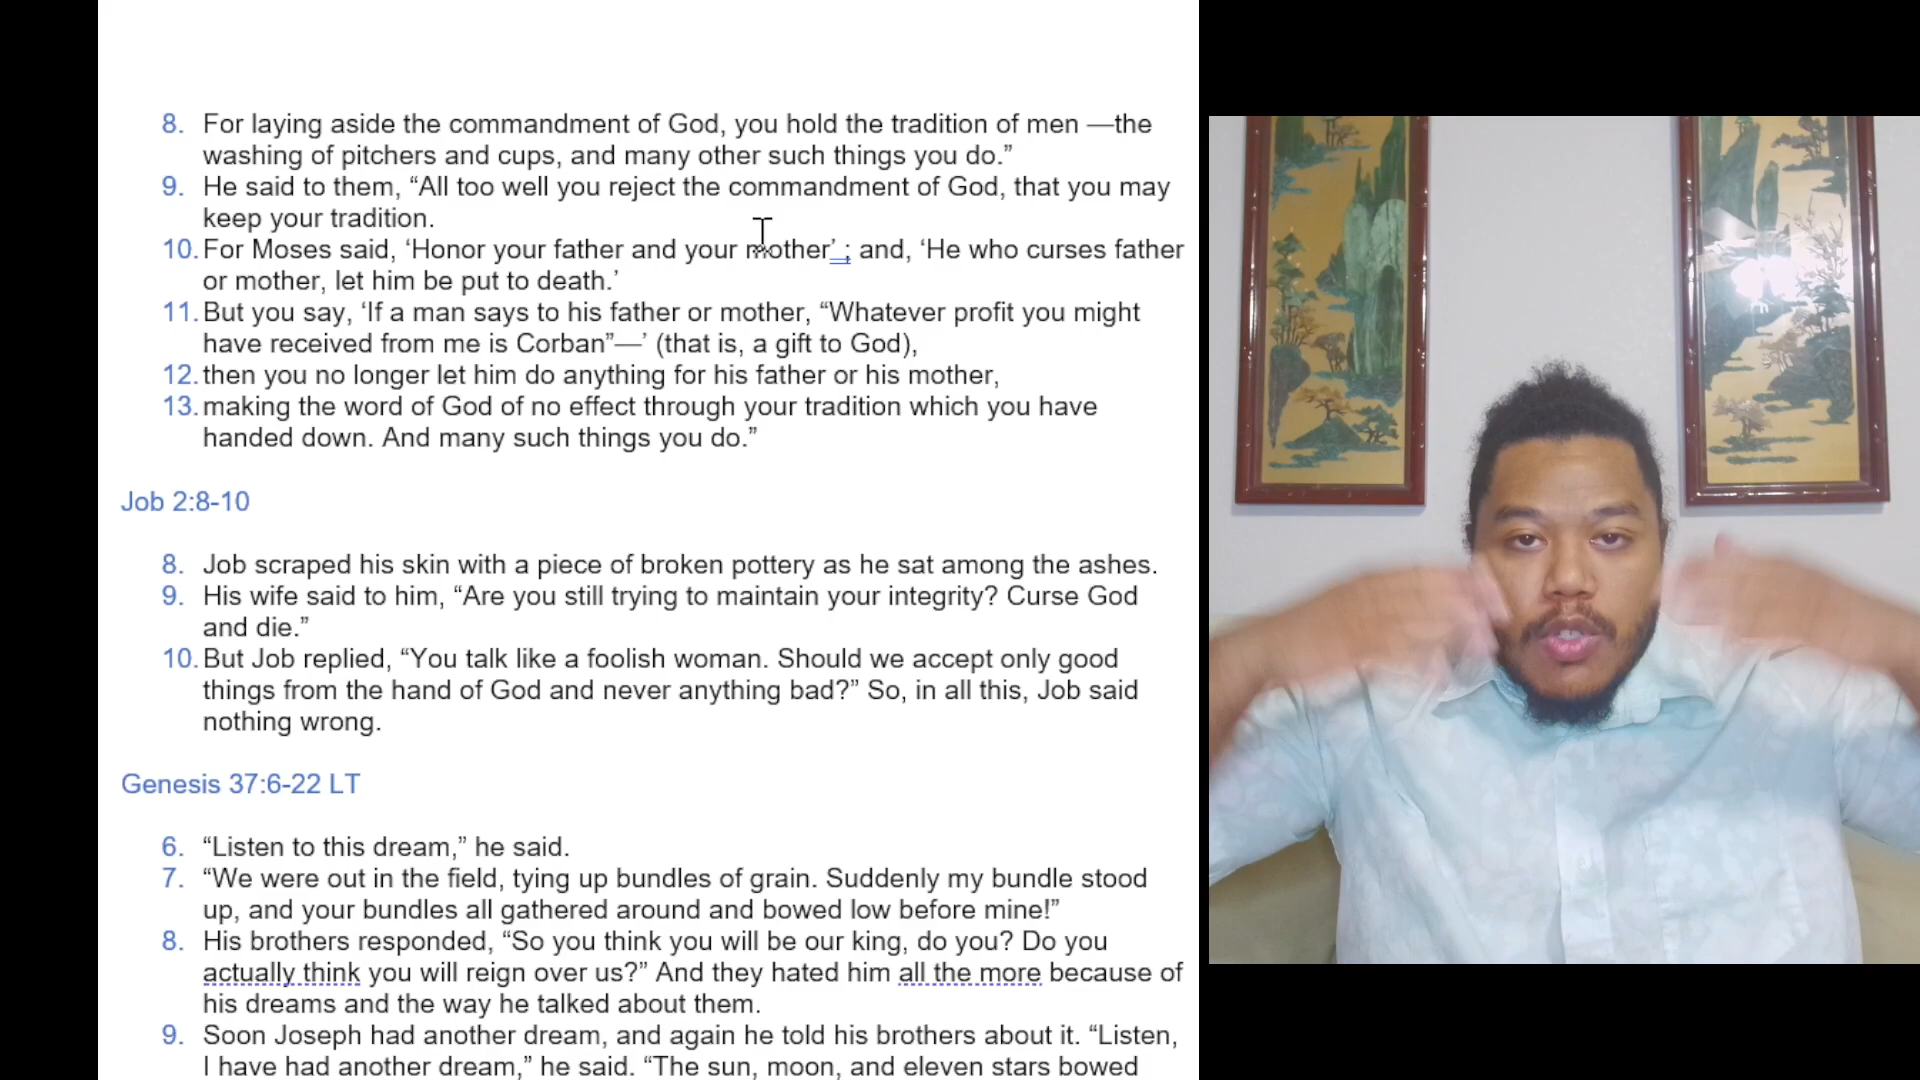 8. For laying aside the commandment of God, you hold the tradition of men —the
washing of pitchers and cups, and many other such things you do.”
9. He said to them, “All too well you reject the commandment of God, that you may
keep your tradition.
10. For Moses said, ‘Honor your father and your mother’ ; and, ‘He who curses father
or mother, let him be put to death.’
11. But you say, ‘If a man says to his father or mother, “Whatever profit you might
have received from me is Corban”—’ (that is, a gift to God),
12. then you no longer let him do anything for his father or his mother,
13. making the word of God of no effect through your tradition which you have
handed down. And many such things you do.”
Job 2:8-10
8. Job scraped his skin with a piece of broken pottery as he sat among the ashes.
9. His wife said to him, “Are you still trying to maintain your integrity? Curse God
and die.”
10. But Job replied, “You talk like a foolish woman. Should we accept only good
things from the hand of God and never anything bad?” So, in all this, Job said
nothing wrong.
Genesis 37:6-22 LT
6. “Listen to this dream,” he said.
7. “We were out in the field, tying up bundles of grain. Suddenly my bundle stood
up, and your bundles all gathered around and bowed low before mine!”
8. His brothers responded, “So you think you will be our king, do you? Do you
actually think you will reign over us?” And they hated him all the more because of
his dreams and the way he talked about them.
9. Soon Joseph had another dream, and again he told his brothers about it. “Listen,
I have had another dream,” he said. “The sun, moon, and eleven stars bowed